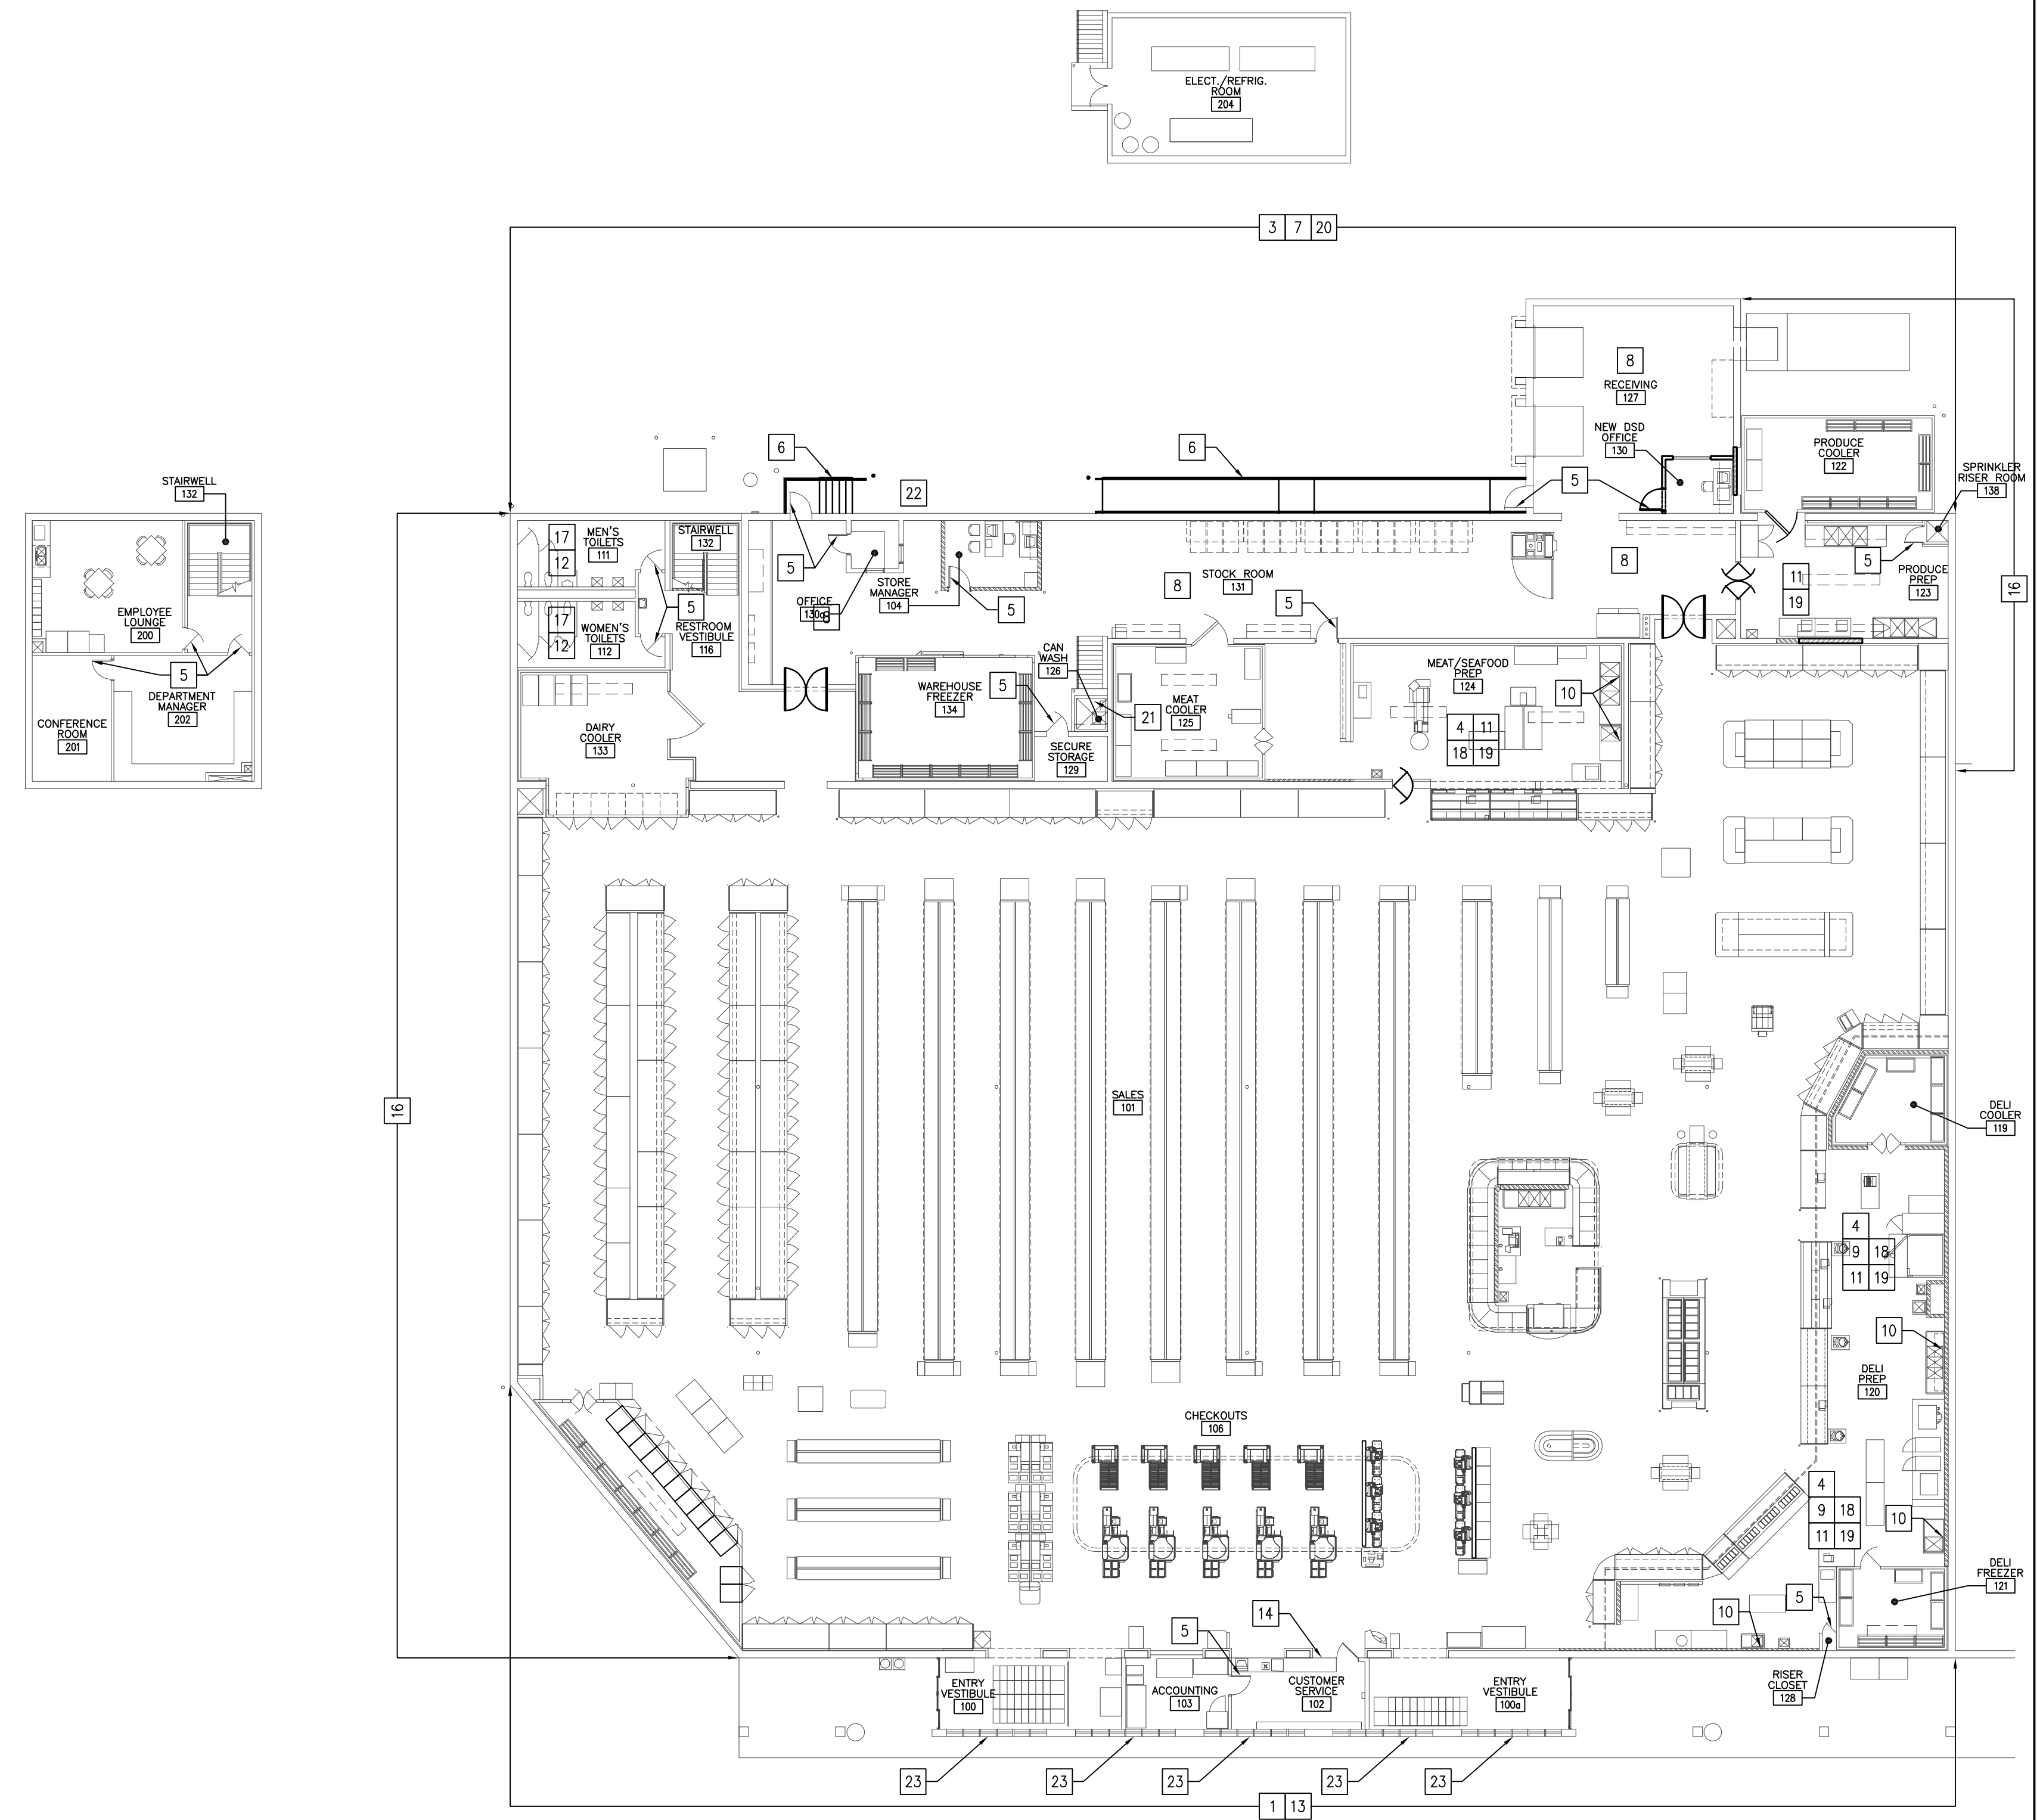 ELECT./REFRIG.
ROOM
204
3 7 20
8
RECEIVING
127
NEW DSD
OFFICE
130
PRODUCE
COOLER
122
SPRINKLER
RISER ROOM
138
6
6
22
5
STAIRWELL
132
17
12
MEN'S
TOILETS
111
STAIRWELL
132
5
STORE
MANAGER
104
OFFICE
130a
8
5
8
STOCK ROOM
131
5
8
11
19
5
PRODUCE
PREP
123
16
EMPLOYEE
LOUNGE
200
17
12
WOMEN'S
TOILETS
112
5
RESTROOM
VESTIBULE
116
5
DEPARTMENT
MANAGER
202
CONFERENCE
ROOM
201
DAIRY
COOLER
133
WAREHOUSE
FREEZER
134
5
CAN
WASH
126
21
SECURE
STORAGE
129
MEAT
COOLER
125
MEAT/SEAFOOD
PREP
124
10
4 11
18 19
16
SALES
101
DELI
COOLER
119
4
9 18
11 19
10
DELI
PREP
120
CHECKOUTS
106
4
9 18
11 19
10
DELI
FREEZER
121
5
10
14
5
ENTRY
VESTIBULE
100
ACCOUNTING
103
CUSTOMER
SERVICE
102
ENTRY
VESTIBULE
100a
RISER
CLOSET
128
23
23
23
23
23
1 13